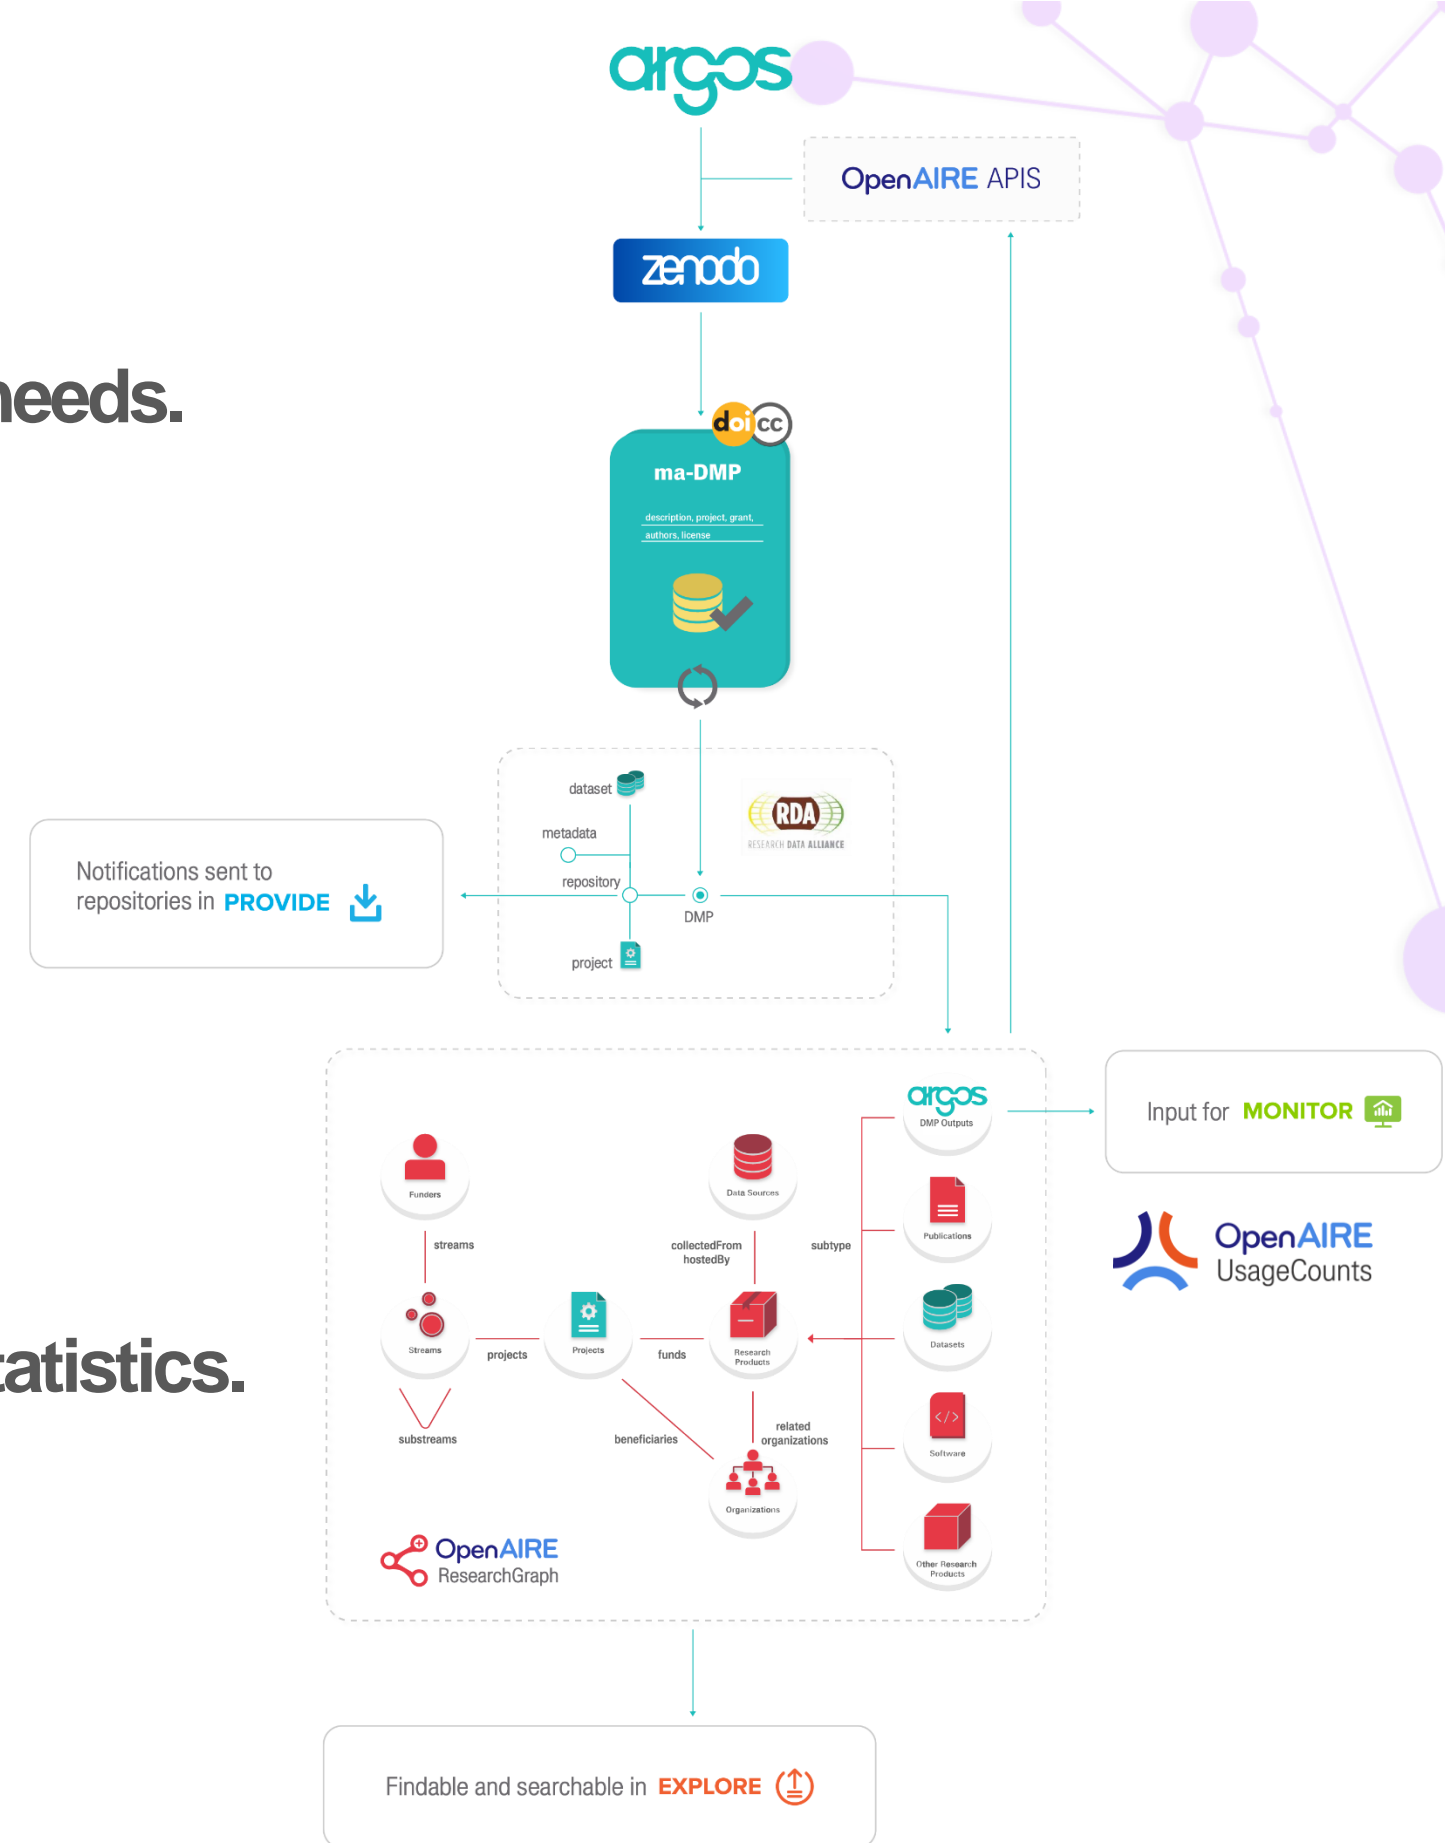 argos
OpenAIRE APIS
zenodo
needs.
doi cc
ma-DMP
description, project, grant,
authors, license
dataset
metadata
repository
DMP
project
RDA
RESEARCH DATA ALLIANCE
Notifications sent to
repositories in PROVIDE
argos
DMP Outputs
Input for MONITOR
Funders
Data Sources
Publications
streams
collectedFrom
hostedBy
subtype
OpenAIRE
UsageCounts
Streams
projects
Projects
funds
Research
Products
Datasets
tatistics.
substreams
beneficiaries
related
organizations
</>
Software
Organizations
OpenAIRE
ResearchGraph
Other Research
Products
Findable and searchable in EXPLORE